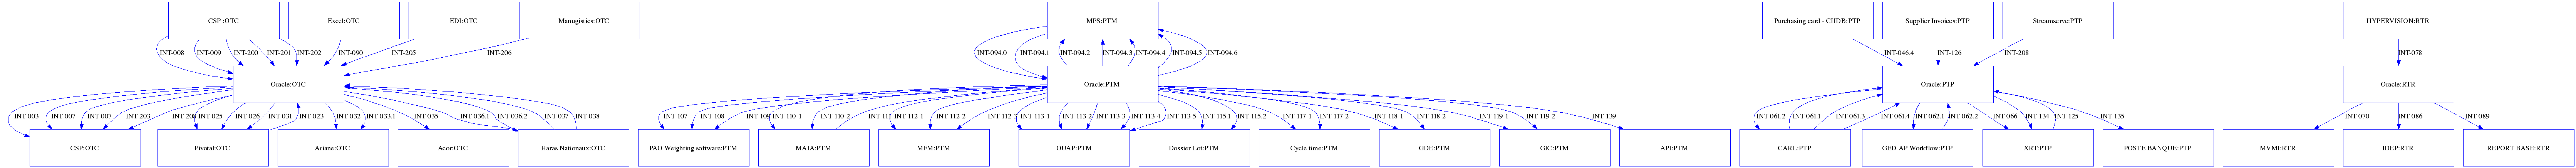 CSP :OTC
Excel:OTC
EDI:OTC
Manugistics:OTC
MPS:PTM
Purchasing card - CHDB:PTP
Supplier Invoices:PTP
Streamserve:PTP
HYPERVISION:RTR
INT-008
INT-009
INT-200
INT-201
INT-202
INT-090
INT-205
INT-206
INT-094.0
INT-094.1
INT-094.2
INT-094.3
INT-094.4
INT-094.5
INT-094.6
INT-046.4
INT-126
INT-208
INT-078
Oracle:OTC
Oracle:PTM
Oracle:PTP
Oracle:RTR
INT-003
INT-007
INT-007
INT-203
INT-208
INT-025
INT-026
INT-031
INT-023
INT-032
INT-033.1
INT-035
INT-036.1
INT-036.2
INT-037
INT-038
INT-107
INT-108
INT-109
INT-110-1
INT-110-2
INT-112-1
INT-112-2
INT-112-3
INT-113-1
INT-113-2
INT-113-3
INT-113-4
INT-113-5
INT-115.1
INT-115.2
INT-117-1
INT-117-2
INT-118-1
INT-118-2
INT-119-1
INT-119-2
INT-139
INT-061.2
INT-061.1
INT-061.3
INT-061.4
INT-062.1
INT-062.2
INT-066
INT-134
INT-125
INT-135
INT-070
INT-086
INT-089
CSP:OTC
Pivotal:OTC
Ariane:OTC
Acor:OTC
Haras Nationaux:OTC
PAO-Weighting software:PTM
MAIA:PTM
MFM:PTM
OUAP:PTM
Dossier Lot:PTM
Cycle time:PTM
GDE:PTM
GIC:PTM
API:PTM
CARL:PTP
GED AP Workflow:PTP
XRT:PTP
POSTE BANQUE:PTP
MVMI:RTR
IDEP:RTR
REPORT BASE:RTR